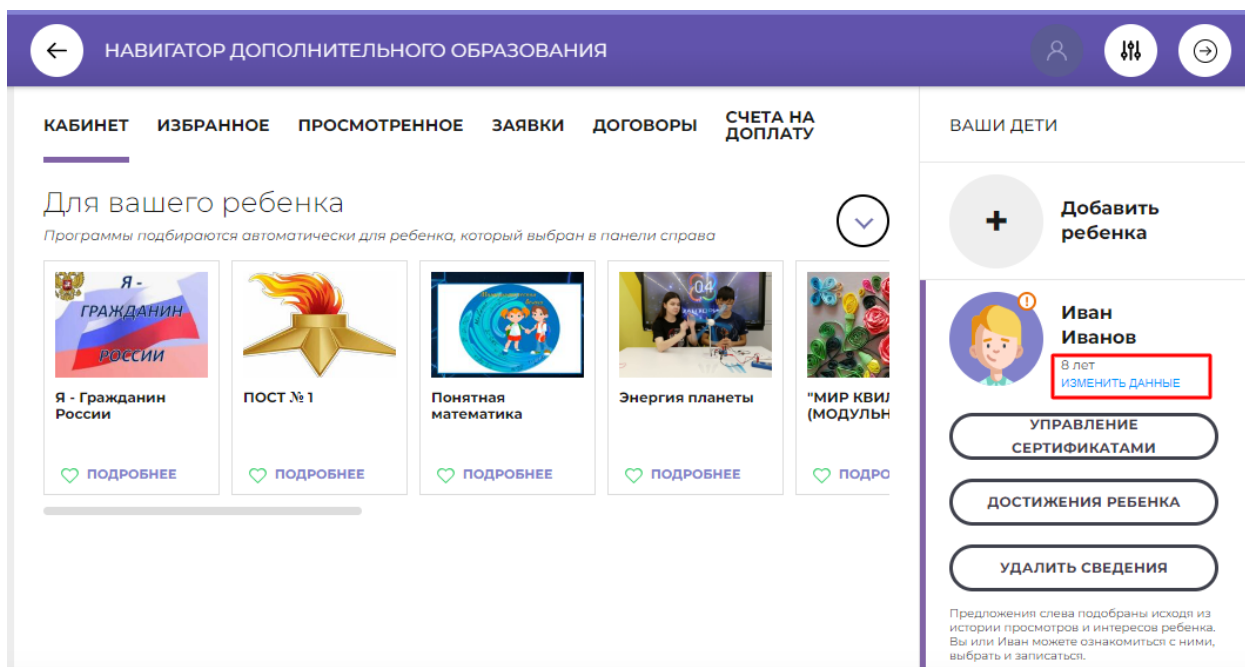 НАВИГАТОР ДОПОЛНИТЕЛЬНОГО ОБРАЗОВАНИЯ
КАБИНЕТ ИЗБРАННОЕ ПРОСМОТРЕННОЕ ЗАЯВКИ ДОГОВОРЫ СЧЕТА НА
ДОПЛАТУ
Для вашего ребенка
Программы подбираются автоматически для ребенка, который выбран в панели справа
Я -
ГРАЖДАНИН
РОССИИ
04
Я - Гражданин
России
ПОДРОБНЕЕ
ПОСТ № 1
ПОДРОБНЕЕ
Понятная
математика
ПОДРОБНЕЕ
Энергия планеты
ПОДРОБНЕЕ
"МИР КВИЛ
(МОДУЛЬН
ПОДРО
ВАШИ ДЕТИ
Добавить
ребенка
Иван
Иванов
8 лет
ИЗМЕНИТЬ ДАННЫЕ
УПРАВЛЕНИЕ
СЕРТИФИКАТАМИ
ДОСТИЖЕНИЯ РЕБЕНКА
УДАЛИТЬ СВЕДЕНИЯ
Предложения слева подобраны исходя из
истории просмотров и интересов ребенка.
Вы или Иван можете ознакомиться с ними,
выбрать и записаться.